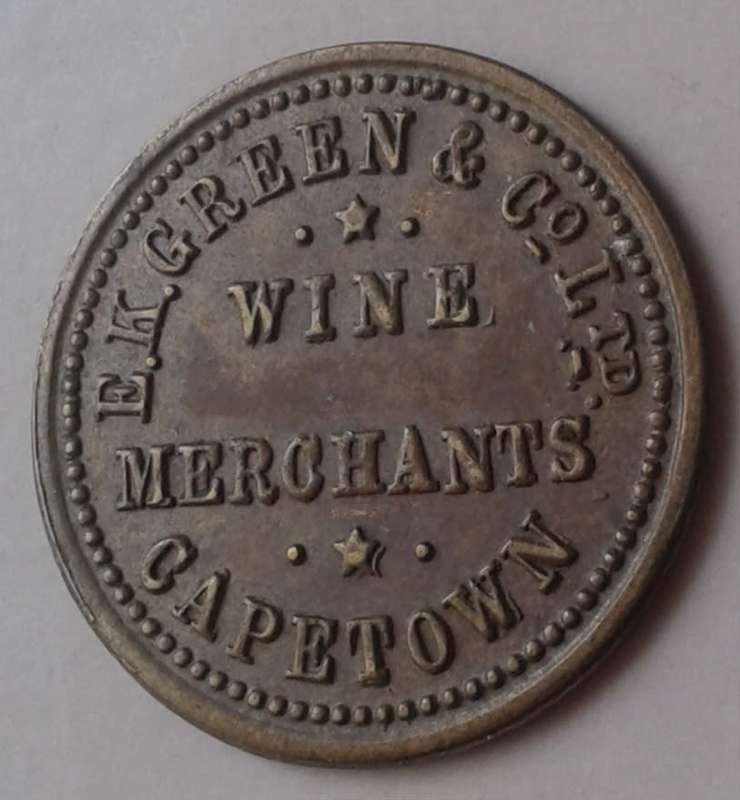 E.K. GREEN & Co. LTD.
WINE
MERCHANTS
CAPETOWN